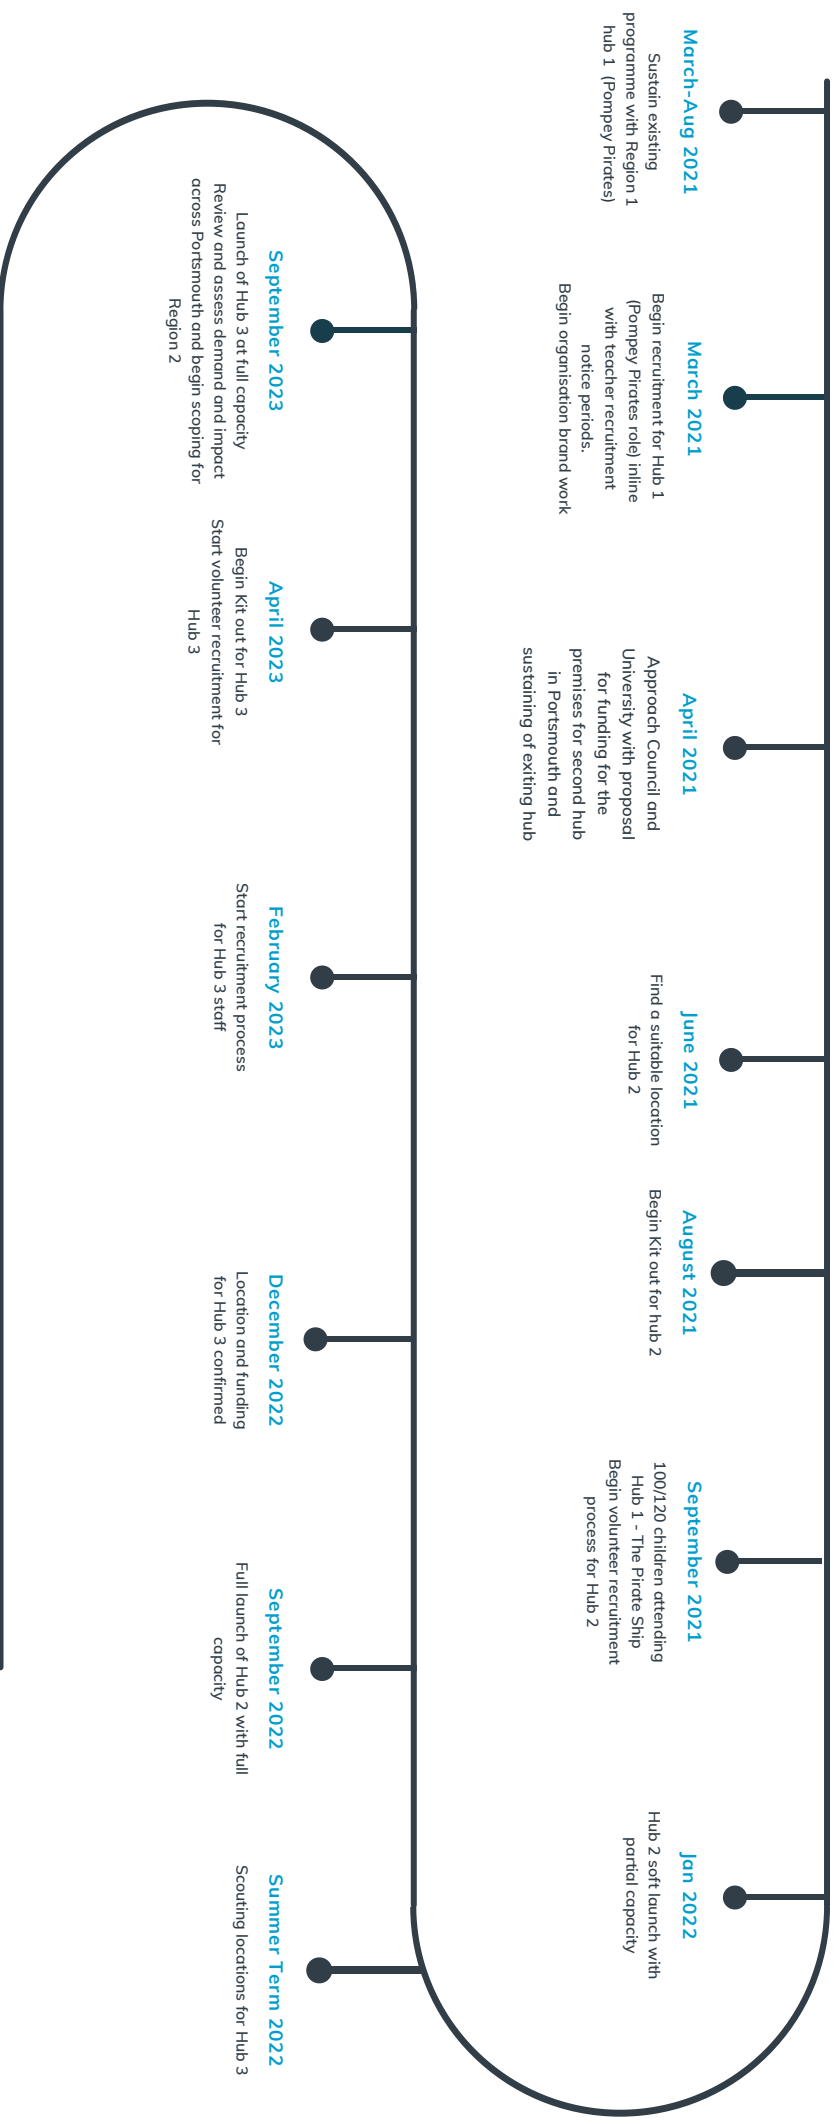 March-Aug 2021
Sustain existing
programme with Region 1
hub 1 (Pompey Pirates)
March 2021
Begin recruitment for Hub 1
(Pompey Pirates role) inline
with teacher recruitment
notice periods.
Begin organisation brand work
April 2021
Approach Council and
University with proposal
for funding for the
premises for second hub
in Portsmouth and
sustaining of exiting hub
June 2021
Find a suitable location
for Hub 2
August 2021
Begin Kit out for hub 2
September 2021
100/120 children attending
Hub 1 - The Pirate Ship
Begin volunteer recruitment
process for Hub 2
Jan 2022
Hub 2 soft launch with
partial capacity
Summer Term 2022
Scouting locations for Hub 3
September 2022
Full launch of Hub 2 with full
capacity
December 2022
Location and funding
for Hub 3 confirmed
February 2023
Start recruitment process
for Hub 3 staff
April 2023
Begin Kit out for Hub 3
Start volunteer recruitment for
Hub 3
September 2023
Launch of Hub 3 at full capacity
Review and assess demand and impact
across Portsmouth and begin scoping for
Region 2